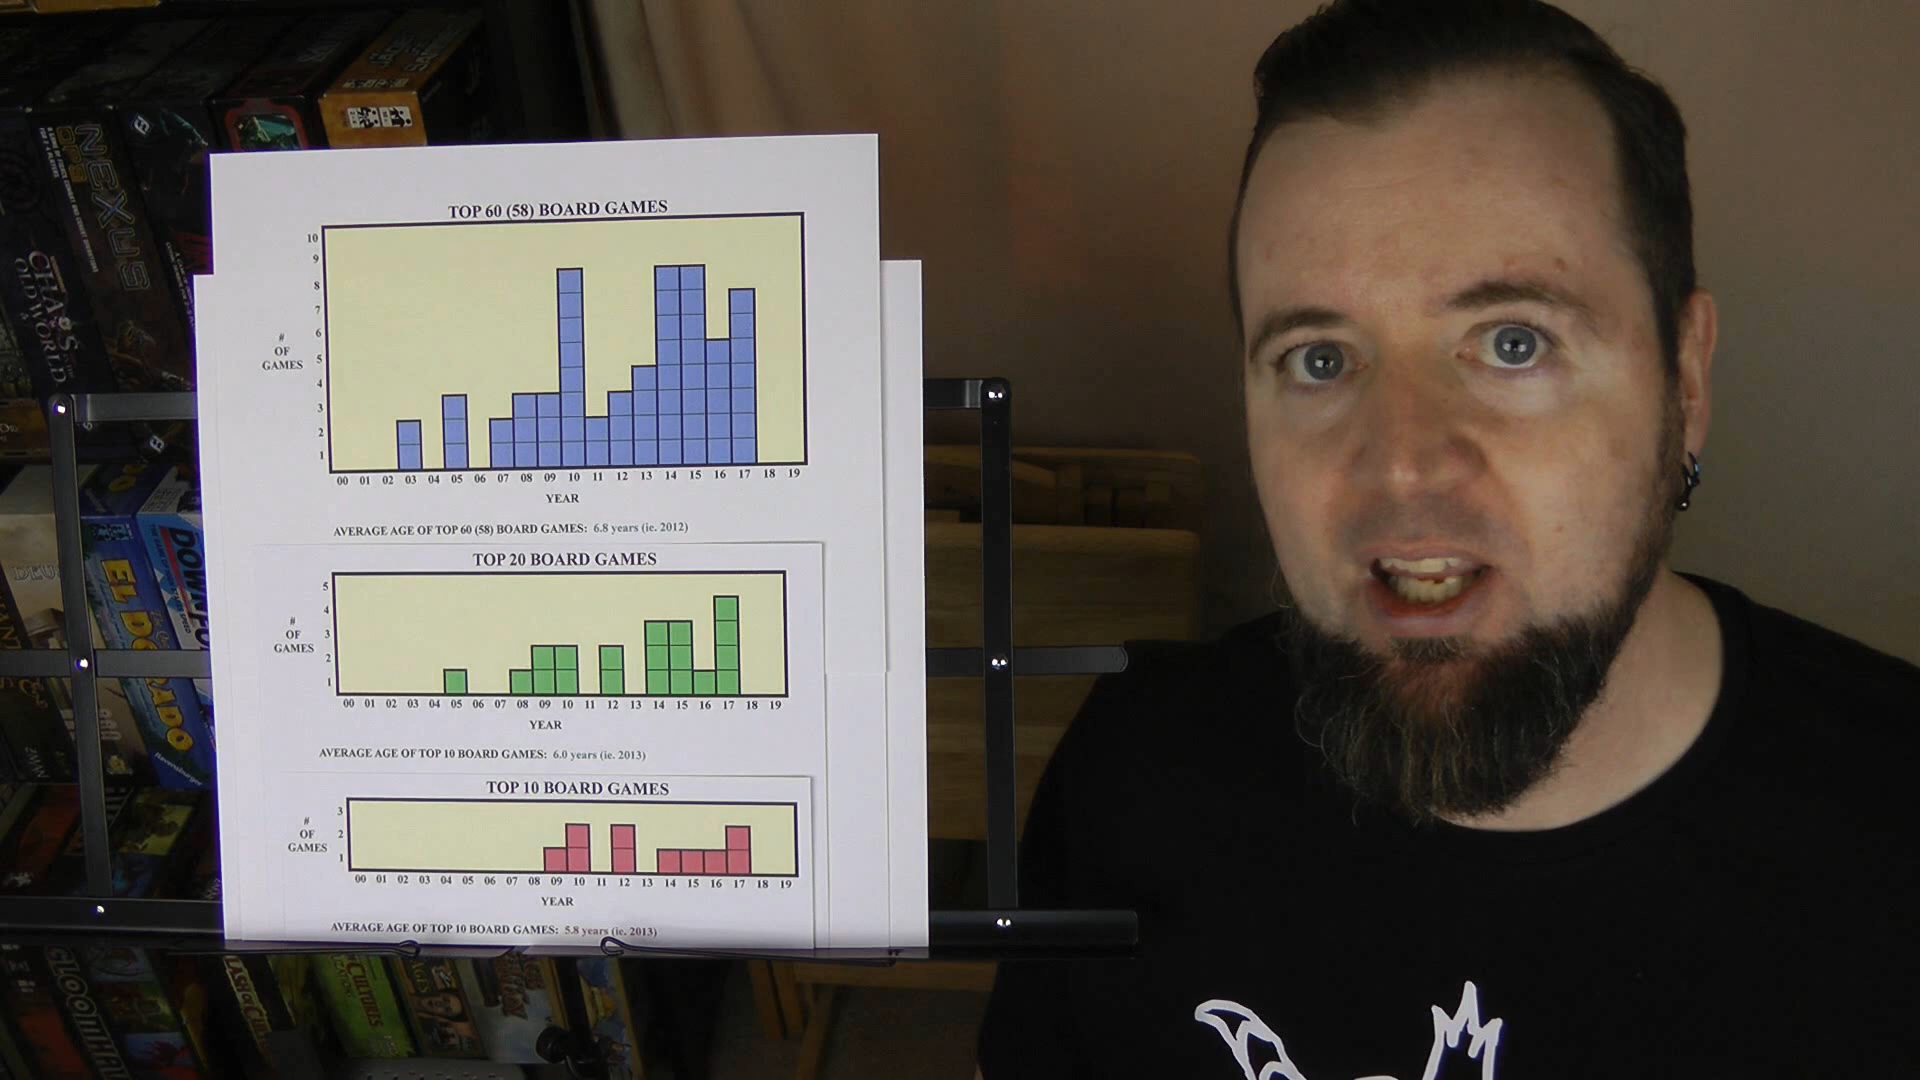 NEXUS
OPS
CHAOS
IN THE
OLD WORLD
DEUS
EL DORADO
DOWNFO
Ravensburger
TOP 60 (58) BOARD GAMES
10
9
8
7
6
5
4
3
2
1
#
OF
GAMES
00 01 02 03 04 05 06 07 08 09 10 11 12 13 14 15 16 17 18 19
YEAR
AVERAGE AGE OF TOP 60 (58) BOARD GAMES: 6.8 years (ie. 2012)
TOP 20 BOARD GAMES
5
4
3
2
1
#
OF
GAMES
00 01 02 03 04 05 06 07 08 09 10 11 12 13 14 15 16 17 18 19
YEAR
AVERAGE AGE OF TOP 10 BOARD GAMES: 6.0 years (ie. 2013)
TOP 10 BOARD GAMES
3
2
1
#
OF
GAMES
00 01 02 03 04 05 06 07 08 09 10 11 12 13 14 15 16 17 18 19
YEAR
AVERAGE AGE OF TOP 10 BOARD GAMES: 5.8 years (ie. 2013)